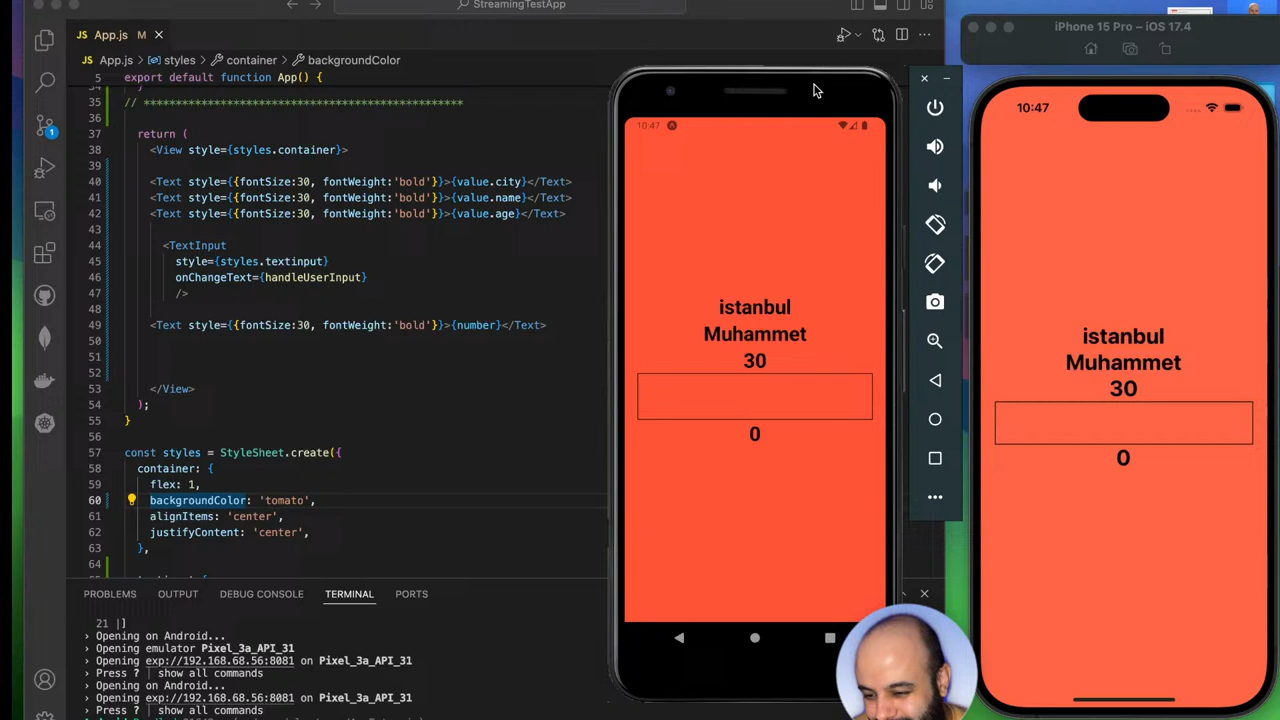 StreamingTestApp
App.js M
JS App.js > styles > container > backgroundColor
5 export default function App() {
35 // **********************************************
36
37 return (
38 <View style={styles.container}>
39
40 <Text style={{fontSize:30, fontWeight:'bold'}}>{value.city}</Text>
41 <Text style={{fontSize:30, fontWeight:'bold'}}>{value.name}</Text>
42 <Text style={{fontSize:30, fontWeight:'bold'}}>{value.age}</Text>
43
44 <TextInput
45 style={styles.textinput}
46 onChangeText={handleUserInput}
47 />
48
49 <Text style={{fontSize:30, fontWeight:'bold'}}>{number}</Text>
50
51
52
53 </View>
54 );
55 }
56
57 const styles = StyleSheet.create({
58 container: {
59 flex: 1,
60 backgroundColor: 'tomato',
61 alignItems: 'center',
62 justifyContent: 'center',
63 },
64
1
PROBLEMS OUTPUT DEBUG CONSOLE TERMINAL PORTS
21 |]
› Opening on Android...
› Opening emulator Pixel_3a_API_31
› Opening exp://192.168.68.56:8081 on Pixel_3a_API_31
› Press ? | show all commands
› Opening on Android...
› Opening exp://192.168.68.56:8081 on Pixel_3a_API_31
› Press ? | show all commands
10:47
istanbul
Muhammet
30
0
iPhone 15 Pro – iOS 17.4
10:47
istanbul
Muhammet
30
0